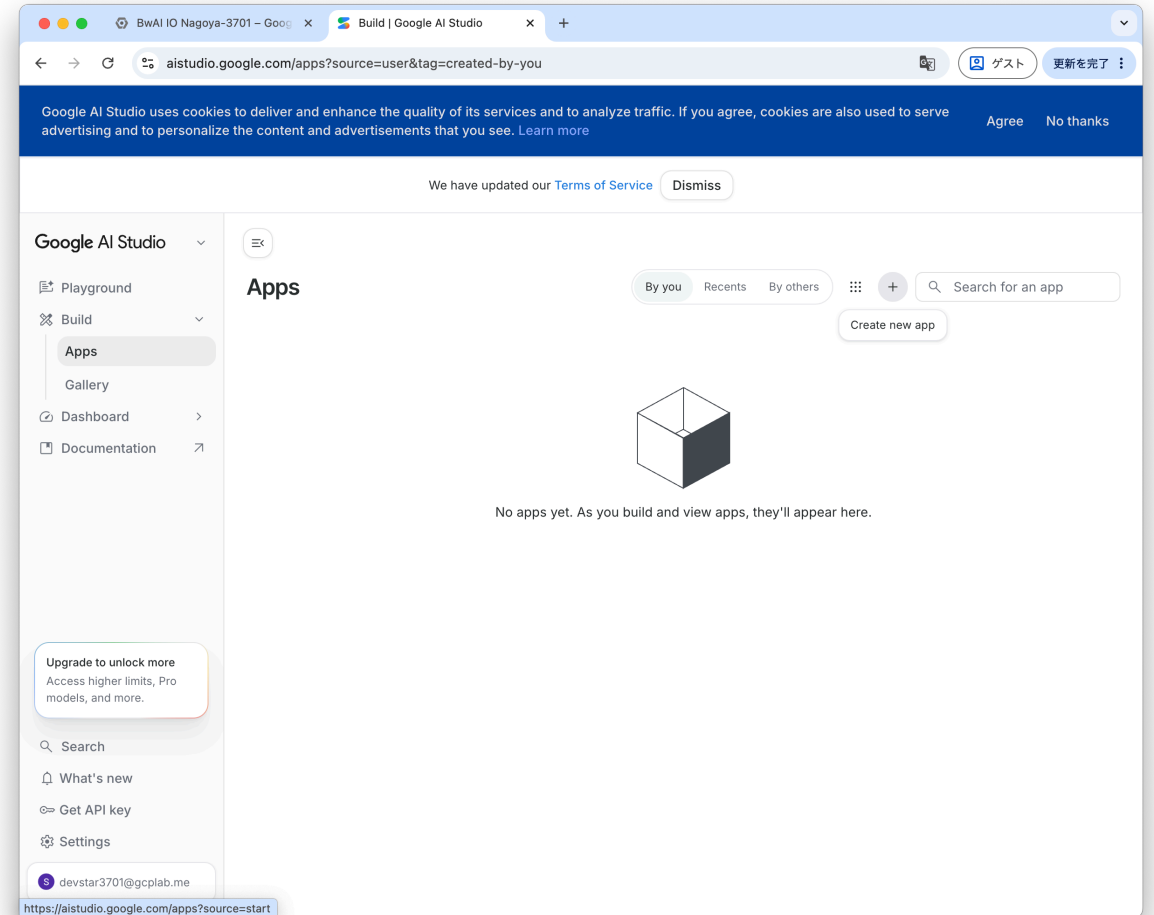 BwAI IO Nagoya-3701 – Goog
Build | Google AI Studio
aistudio.google.com/apps?source=user&tag=created-by-you
ゲスト
更新を完了
Google AI Studio uses cookies to deliver and enhance the quality of its services and to analyze traffic. If you agree, cookies are also used to serve
advertising and to personalize the content and advertisements that you see. Learn more
Agree
No thanks
We have updated our Terms of Service
Dismiss
Google AI Studio
Playground
Build
Apps
Gallery
Dashboard
Documentation
Apps
By you
Recents
By others
Search for an app
Create new app
No apps yet. As you build and view apps, they'll appear here.
Upgrade to unlock more
Access higher limits, Pro
models, and more.
Search
What's new
Get API key
Settings
S
devstar3701@gcplab.me
https://aistudio.google.com/apps?source=start